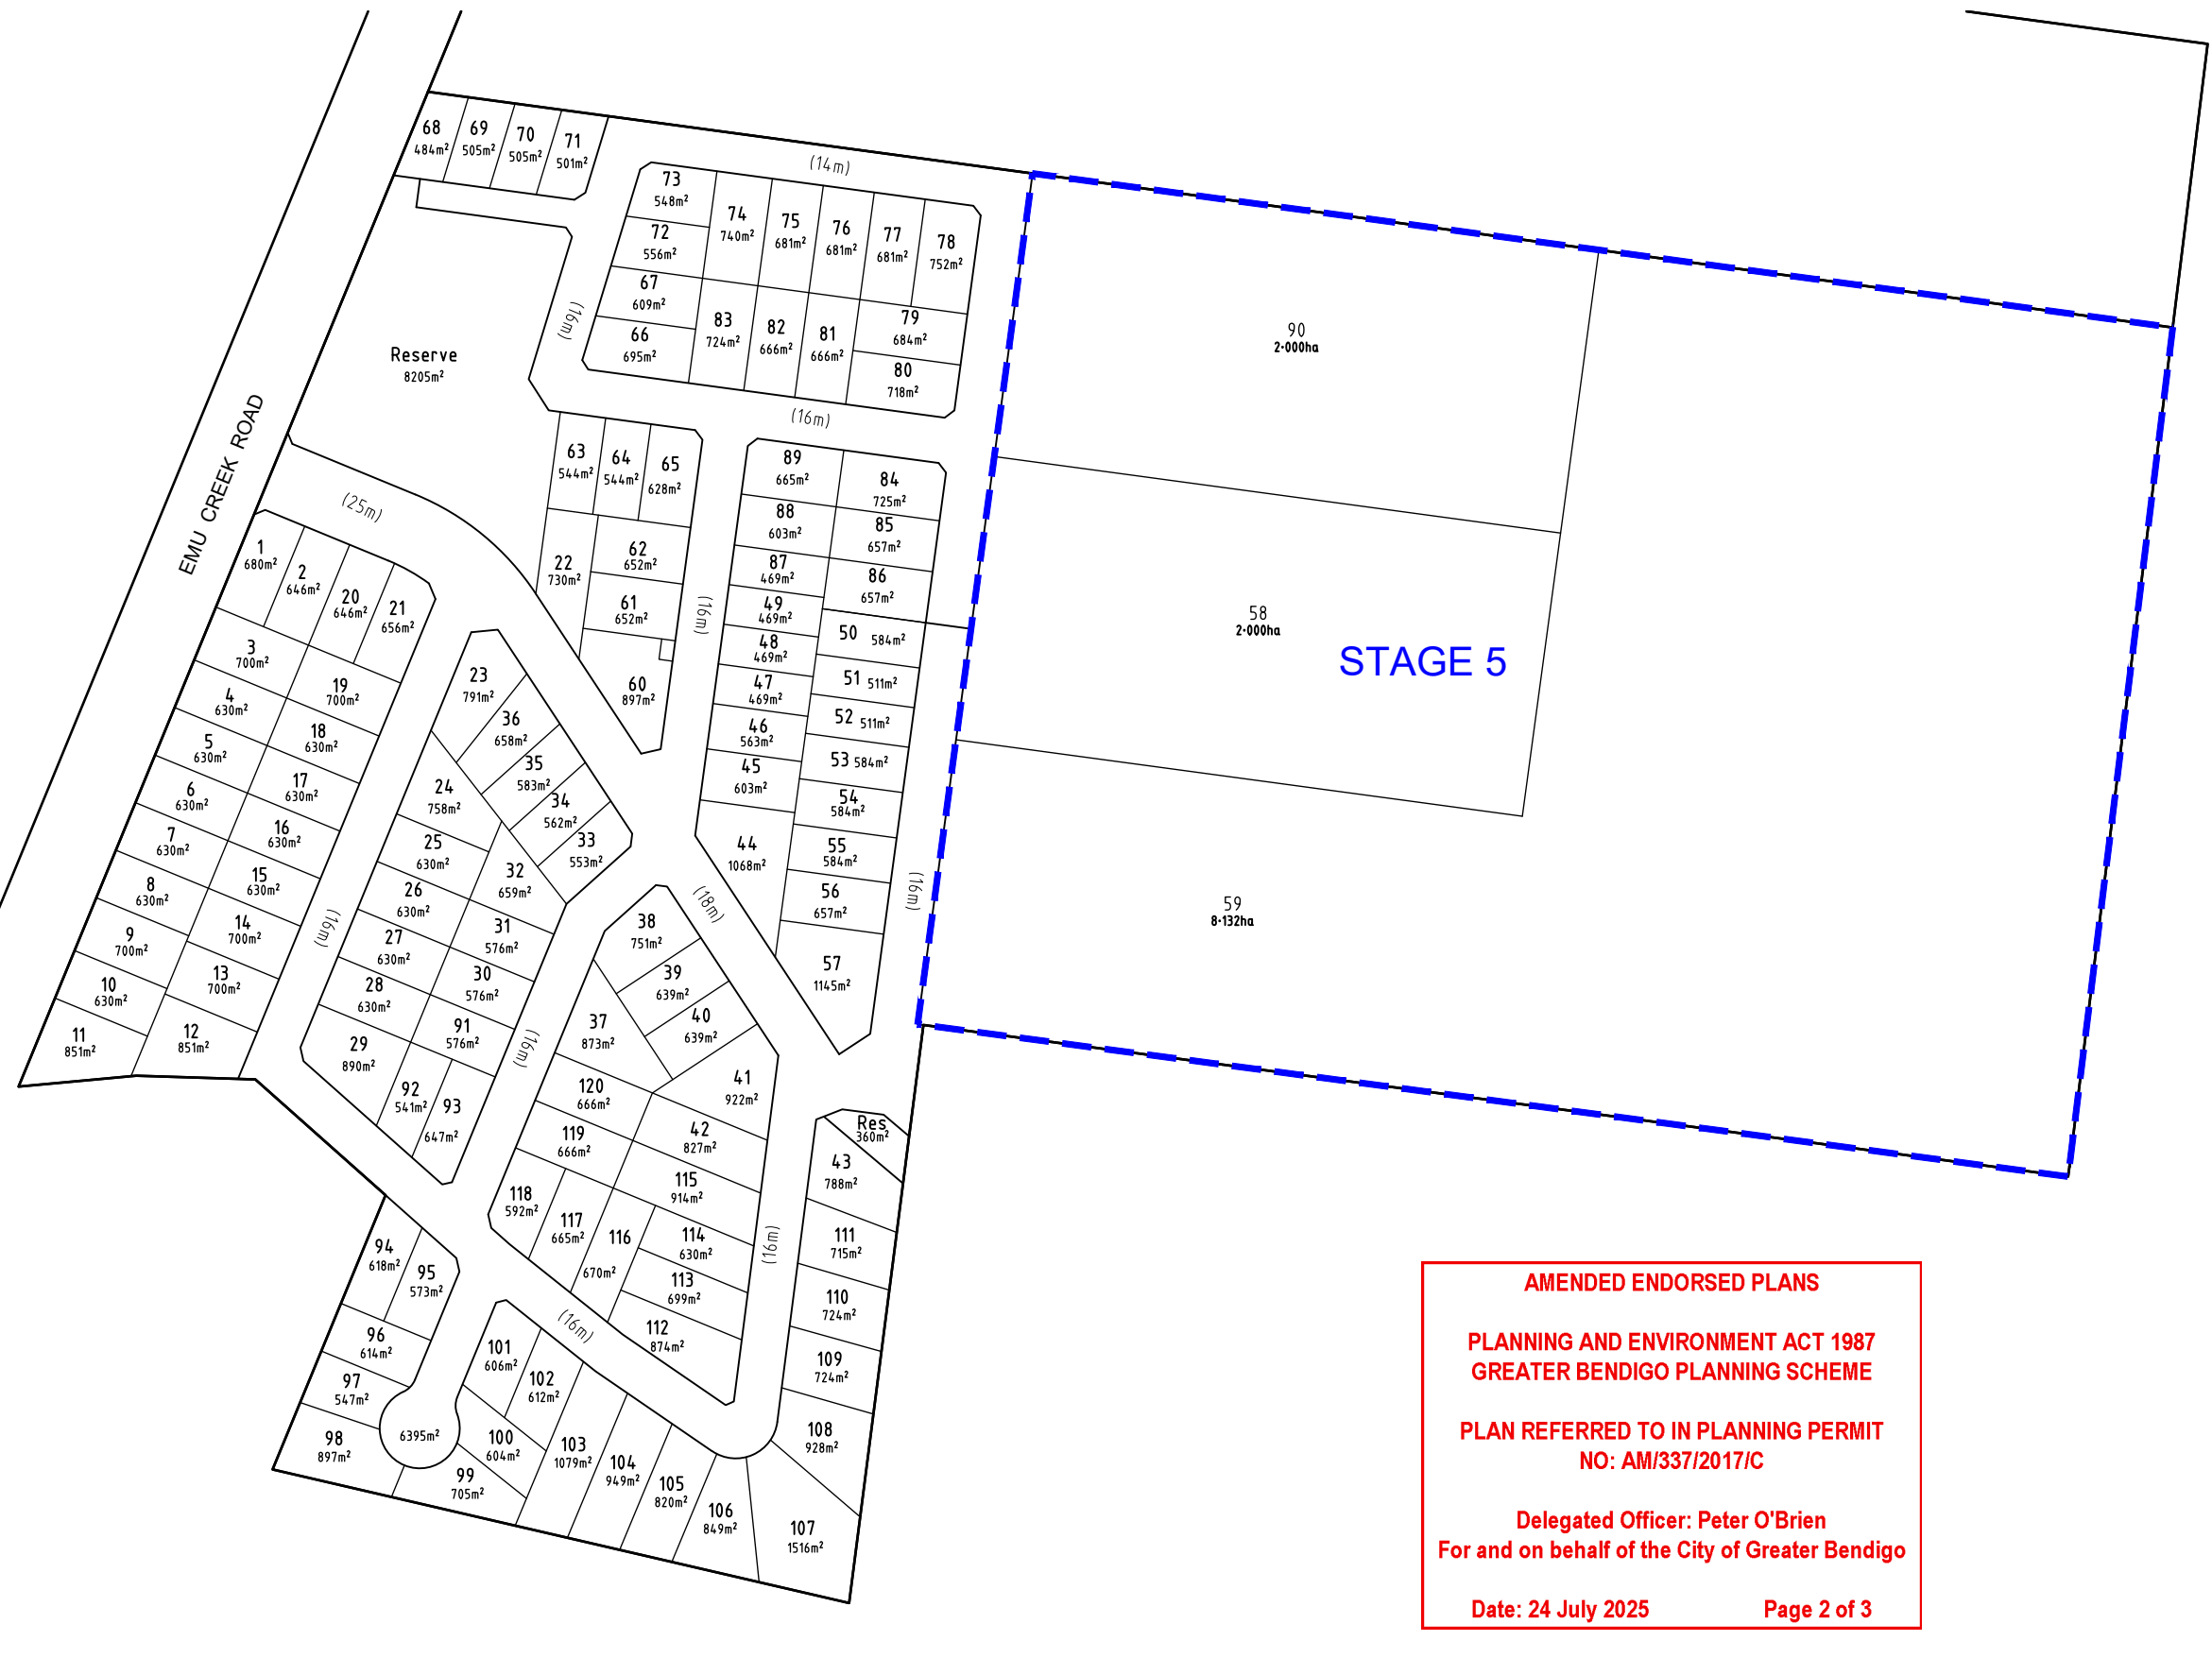 68
484m²
69
505m²
70
505m²
71
501m²
(14m)
73
548m²
72
556m²
67
609m²
66
695m²
74
740m²
75
681m²
76
681m²
77
681m²
78
752m²
83
724m²
82
666m²
81
666m²
79
684m²
80
718m²
(16m)
(16m)
Reserve
8205m²
EMU CREEK ROAD
(25m)
63
544m²
64
544m²
65
628m²
22
730m²
62
652m²
61
652m²
60
897m²
(16m)
89
665m²
84
725m²
88
603m²
85
657m²
87
469m²
86
657m²
49
469m²
50 584m²
48
469m²
51 511m²
47
469m²
52 511m²
46
563m²
53 584m²
45
603m²
54
584m²
44
1068m²
55
584m²
56
657m²
57
1145m²
(16m)
(18m)
90
2·000ha
58
2·000ha
STAGE 5
59
8·132ha
1
680m²
2
646m²
20
646m²
21
656m²
3
700m²
19
700m²
4
630m²
18
630m²
5
630m²
17
630m²
6
630m²
16
630m²
7
630m²
15
630m²
8
630m²
14
700m²
9
700m²
13
700m²
10
630m²
12
851m²
11
851m²
(16m)
23
791m²
36
658m²
35
583m²
34
562m²
33
553m²
24
758m²
25
630m²
32
659m²
26
630m²
31
576m²
27
630m²
30
576m²
28
630m²
91
576m²
29
890m²
92
541m²
93
647m²
(16m)
38
751m²
39
639m²
40
639m²
37
873m²
41
922m²
120
666m²
42
827m²
119
666m²
115
914m²
118
592m²
117
665m²
116
670m²
114
630m²
113
699m²
112
874m²
(16m)
(16m)
Res
360m²
43
788m²
111
715m²
110
724m²
109
724m²
108
928m²
107
1516m²
94
618m²
95
573m²
96
614m²
97
547m²
98
897m²
6395m²
101
606m²
102
612m²
100
604m²
99
705m²
103
1079m²
104
949m²
105
820m²
106
849m²
AMENDED ENDORSED PLANS
PLANNING AND ENVIRONMENT ACT 1987
GREATER BENDIGO PLANNING SCHEME
PLAN REFERRED TO IN PLANNING PERMIT
NO: AM/337/2017/C
Delegated Officer: Peter O'Brien
For and on behalf of the City of Greater Bendigo
Date: 24 July 2025 Page 2 of 3